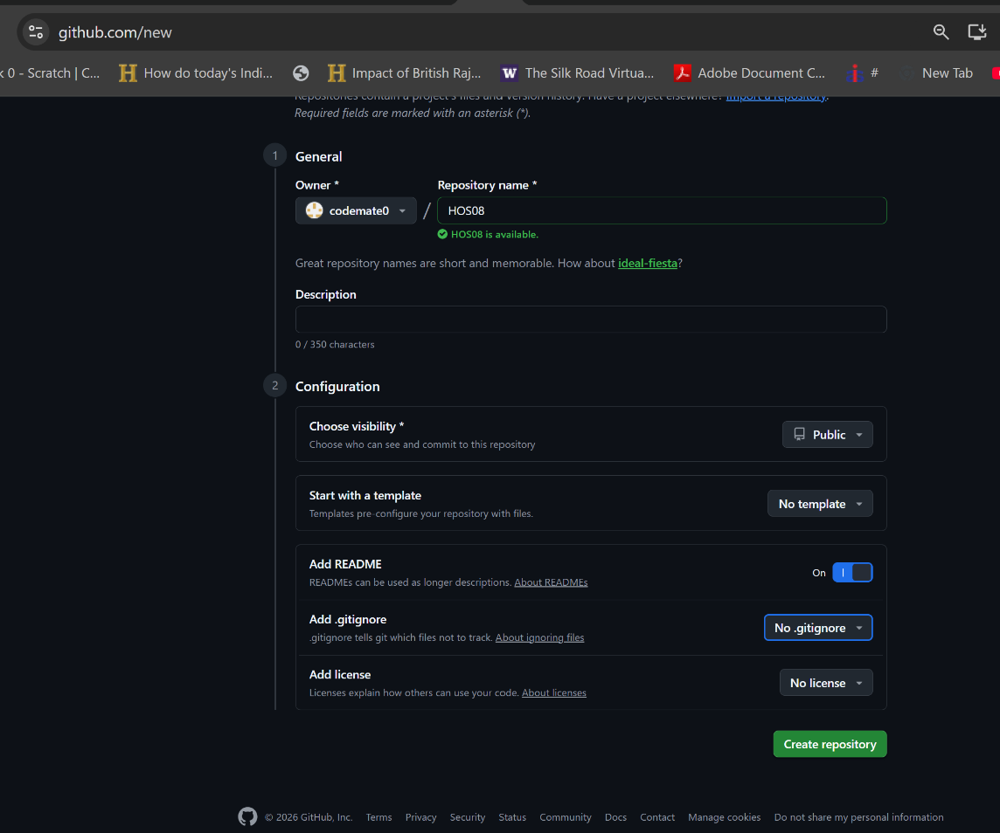 github.com/new
k 0 - Scratch | C...
How do today's Indi...
Impact of British Raj...
W The Silk Road Virtua...
Adobe Document C...
#
New Tab
Repositories contain a project's files and version history. Have a project elsewhere? Import a repository.
Required fields are marked with an asterisk (*).
1 General
Owner * Repository name *
codemate0 / HOS08
HOS08 is available.
Great repository names are short and memorable. How about ideal-fiesta?
Description
0 / 350 characters
2 Configuration
Choose visibility *
Choose who can see and commit to this repository
Public
Start with a template
Templates pre-configure your repository with files.
No template
Add README
READMEs can be used as longer descriptions. About READMEs
On
Add .gitignore
.gitignore tells git which files not to track. About ignoring files
No .gitignore
Add license
Licenses explain how others can use your code. About licenses
No license
Create repository
© 2026 GitHub, Inc. Terms Privacy Security Status Community Docs Contact Manage cookies Do not share my personal information